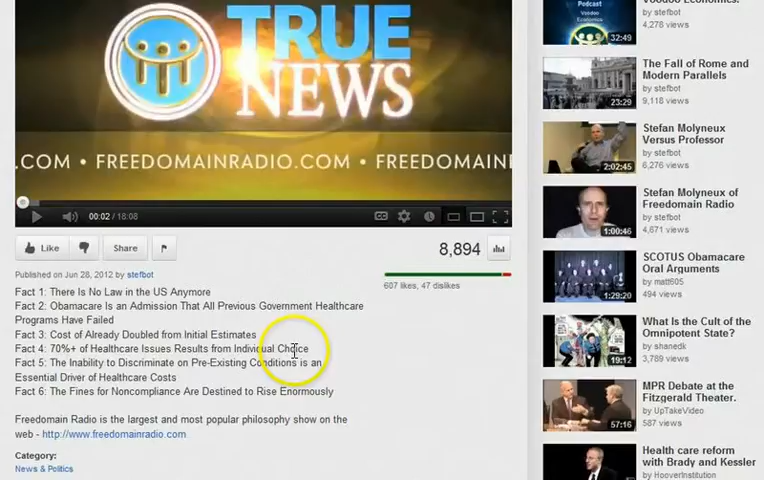 TRUE
NEWS
.COM • FREEDOMAINRADIO.COM • FREEDOMAINR
00:02 / 18:08
CC
Like
Share
8,894
Published on Jun 28, 2012 by stefbot
607 likes, 47 dislikes
Fact 1: There Is No Law in the US Anymore
Fact 2: Obamacare Is an Admission That All Previous Government Healthcare
Programs Have Failed
Fact 3: Cost of Already Doubled from Initial Estimates
Fact 4: 70%+ of Healthcare Issues Results from Individual Choice
Fact 5: The Inability to Discriminate on Pre-Existing Conditions is an
Essential Driver of Healthcare Costs
Fact 6: The Fines for Noncompliance Are Destined to Rise Enormously
Freedomain Radio is the largest and most popular philosophy show on the
web - http://www.freedomainradio.com
Category:
News & Politics
Podcast
Voodoo
Economics
32:49
Voodoo Economics.
by stefbot
4,278 views
23:29
The Fall of Rome and
Modern Parallels
by stefbot
9,118 views
2:02:45
Stefan Molyneux
Versus Professor
by stefbot
6,276 views
1:00:46
Stefan Molyneux of
Freedomain Radio
by stefbot
4,671 views
1:29:20
SCOTUS Obamacare
Oral Arguments
by matt605
494 views
19:12
What Is the Cult of the
Omnipotent State?
by shanedk
3,789 views
57:16
MPR Debate at the
Fitzgerald Theater.
by UpTakeVideo
587 views
Health care reform
with Brady and Kessler
by HooverInstitution